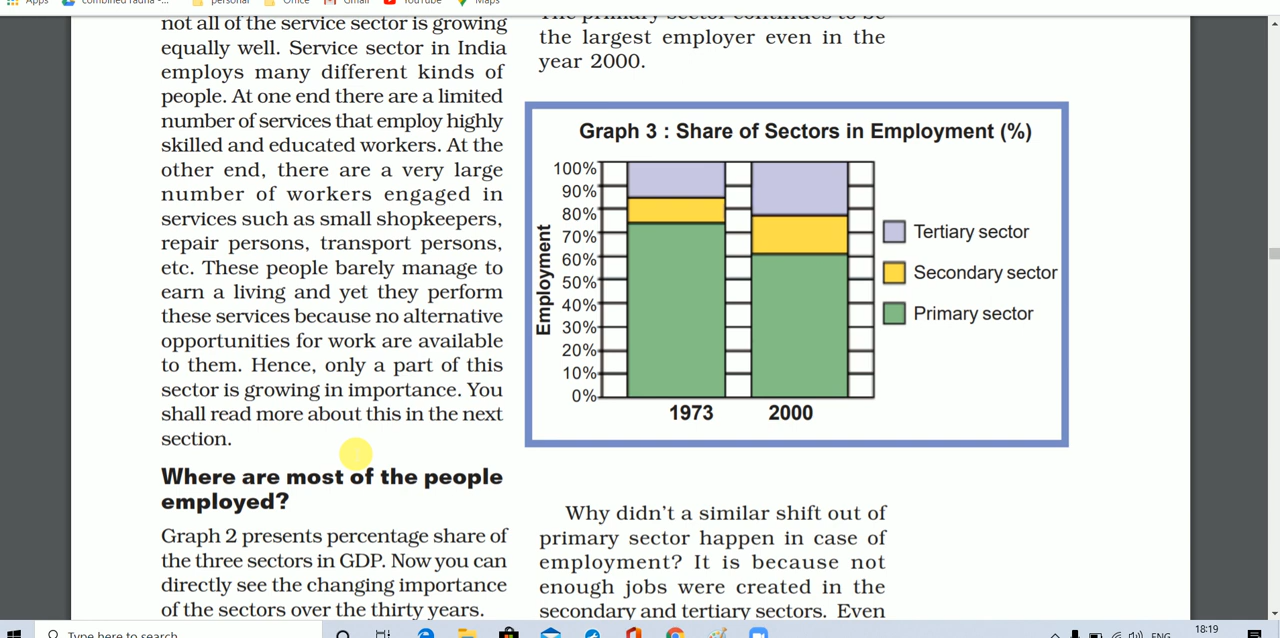 Apps
combined radha
personal
Office
Gmail
YouTube
Maps
not all of the service sector is growing
equally well. Service sector in India
employs many different kinds of
people. At one end there are a limited
number of services that employ highly
skilled and educated workers. At the
other end, there are a very large
number of workers engaged in
services such as small shopkeepers,
repair persons, transport persons,
etc. These people barely manage to
earn a living and yet they perform
these services because no alternative
opportunities for work are available
to them. Hence, only a part of this
sector is growing in importance. You
shall read more about this in the next
section.
Where are most of the people
employed?
Graph 2 presents percentage share of
the three sectors in GDP. Now you can
directly see the changing importance
of the sectors over the thirty years.
The primary sector continues to be
the largest employer even in the
year 2000.
Graph 3 : Share of Sectors in Employment (%)
Employment
100%
90%
80%
70%
60%
50%
40%
30%
20%
10%
0%
1973
2000
Tertiary sector
Secondary sector
Primary sector
Why didn't a similar shift out of
primary sector happen in case of
employment? It is because not
enough jobs were created in the
secondary and tertiary sectors. Even
Type here to search
ENG
18:19